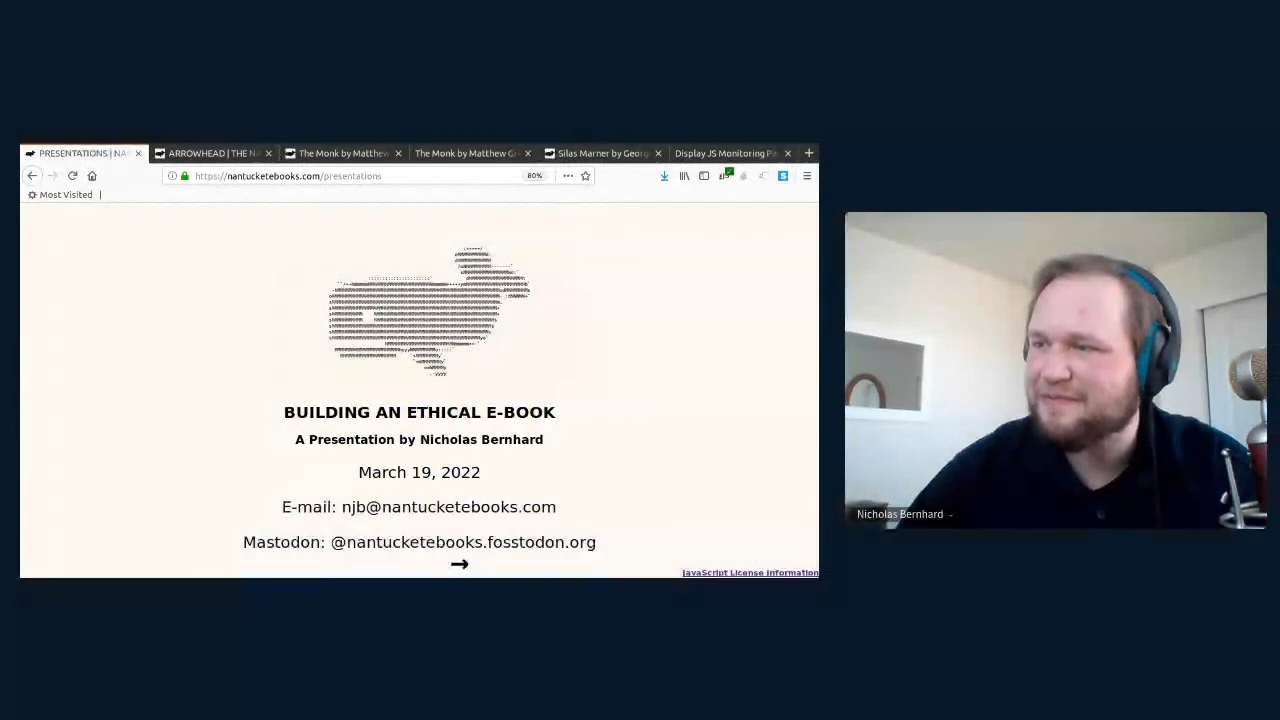 PRESENTATIONS | NA
ARROWHEAD | THE N
The Monk by Matthew
The Monk by Matthew Gr
Silas Marner by Georg
Display JS Monitoring Pa
https://nantucketebooks.com/presentations
80%
Most Visited
BUILDING AN ETHICAL E-BOOK
A Presentation by Nicholas Bernhard
March 19, 2022
E-mail: njb@nantucketebooks.com
Mastodon: @nantucketebooks.fosstodon.org
→
JavaScript License Information
Nicholas Bernhard